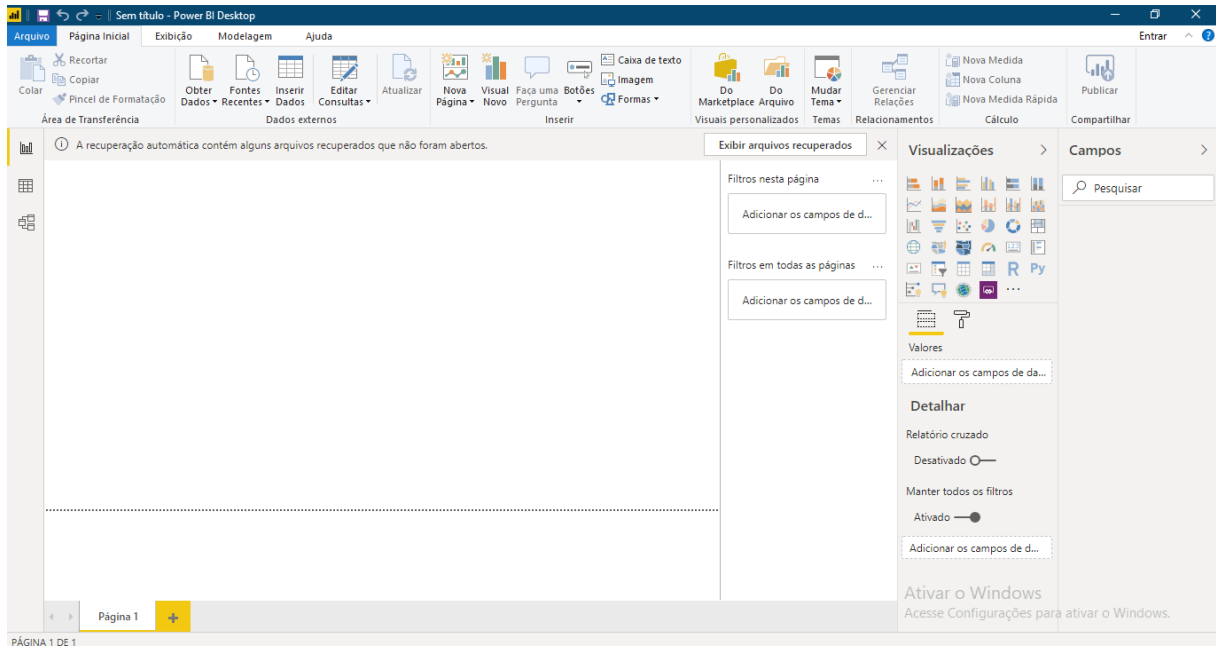 Sem título - Power BI Desktop
Arquivo Página Inicial Exibição Modelagem Ajuda Entrar
Colar
Recortar
Copiar
Pincel de Formatação
Área de Transferência
Obter Dados
Fontes Recentes
Inserir Dados
Editar Consultas
Dados externos
Atualizar
Nova Página
Visual Novo
Faça uma Pergunta
Botões
Caixa de texto
Imagem
Formas
Inserir
Do Marketplace
Do Arquivo
Visuais personalizados
Mudar Tema
Temas
Gerenciar Relações
Relacionamentos
Nova Medida
Nova Coluna
Nova Medida Rápida
Cálculo
Publicar
Compartilhar
A recuperação automática contém alguns arquivos recuperados que não foram abertos.
Exibir arquivos recuperados
Filtros nesta página ...
Adicionar os campos de d...
Filtros em todas as páginas ...
Adicionar os campos de d...
Visualizações
R Py
...
Valores
Adicionar os campos de da...
Detalhar
Relatório cruzado
Desativado
Manter todos os filtros
Ativado
Adicionar os campos de d...
Campos
Pesquisar
Ativar o Windows
Acesse Configurações para ativar o Windows.
Página 1 +
PÁGINA 1 DE 1